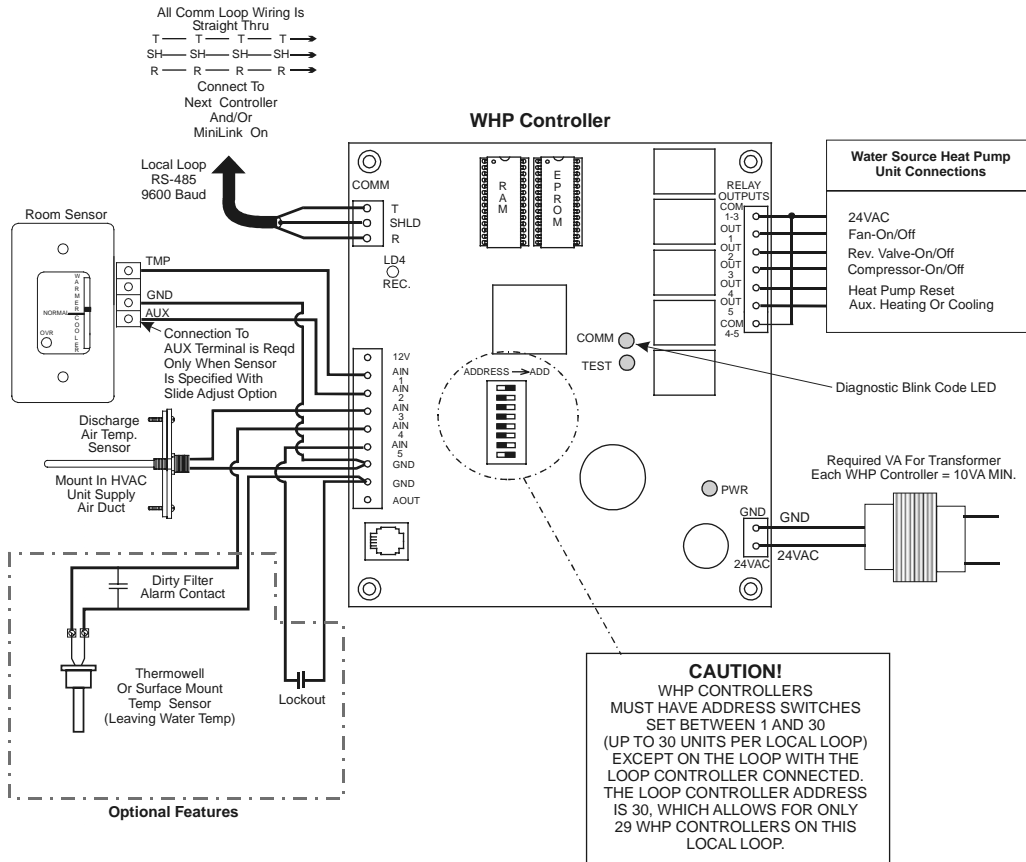 All Comm Loop Wiring Is
Straight Thru
T T T T
SH SH SH SH
R R R R
Connect To
Next Controller
And/Or
MiniLink On
Local Loop
RS-485
9600 Baud
WHP Controller
COMM
T
SHLD
R
LD4
REC.
RAM
EPROM
RELAY
OUTPUTS
COM
1-3
OUT
1
OUT
2
OUT
3
OUT
4
OUT
5
COM
4-5
Water Source Heat Pump
Unit Connections
24VAC
Fan-On/Off
Rev. Valve-On/Off
Compressor-On/Off
Heat Pump Reset
Aux. Heating Or Cooling
Room Sensor
WARMER
NORMAL
COOLER
OVR
TMP
GND
AUX
Connection To
AUX Terminal is Reqd
Only When Sensor
Is Specified With
Slide Adjust Option
12V
AIN
1
AIN
2
AIN
3
AIN
4
AIN
5
GND
GND
AOUT
COMM
TEST
ADDRESS ADD
Diagnostic Blink Code LED
Discharge
Air Temp.
Sensor
Mount In HVAC
Unit Supply
Air Duct
PWR
GND
24VAC
GND
24VAC
Required VA For Transformer
Each WHP Controller = 10VA MIN.
Dirty Filter
Alarm Contact
Thermowell
Or Surface Mount
Temp Sensor
(Leaving Water Temp)
Lockout
Optional Features
CAUTION!
WHP CONTROLLERS
MUST HAVE ADDRESS SWITCHES
SET BETWEEN 1 AND 30
(UP TO 30 UNITS PER LOCAL LOOP)
EXCEPT ON THE LOOP WITH THE
LOOP CONTROLLER CONNECTED.
THE LOOP CONTROLLER ADDRESS
IS 30, WHICH ALLOWS FOR ONLY
29 WHP CONTROLLERS ON THIS
LOCAL LOOP.